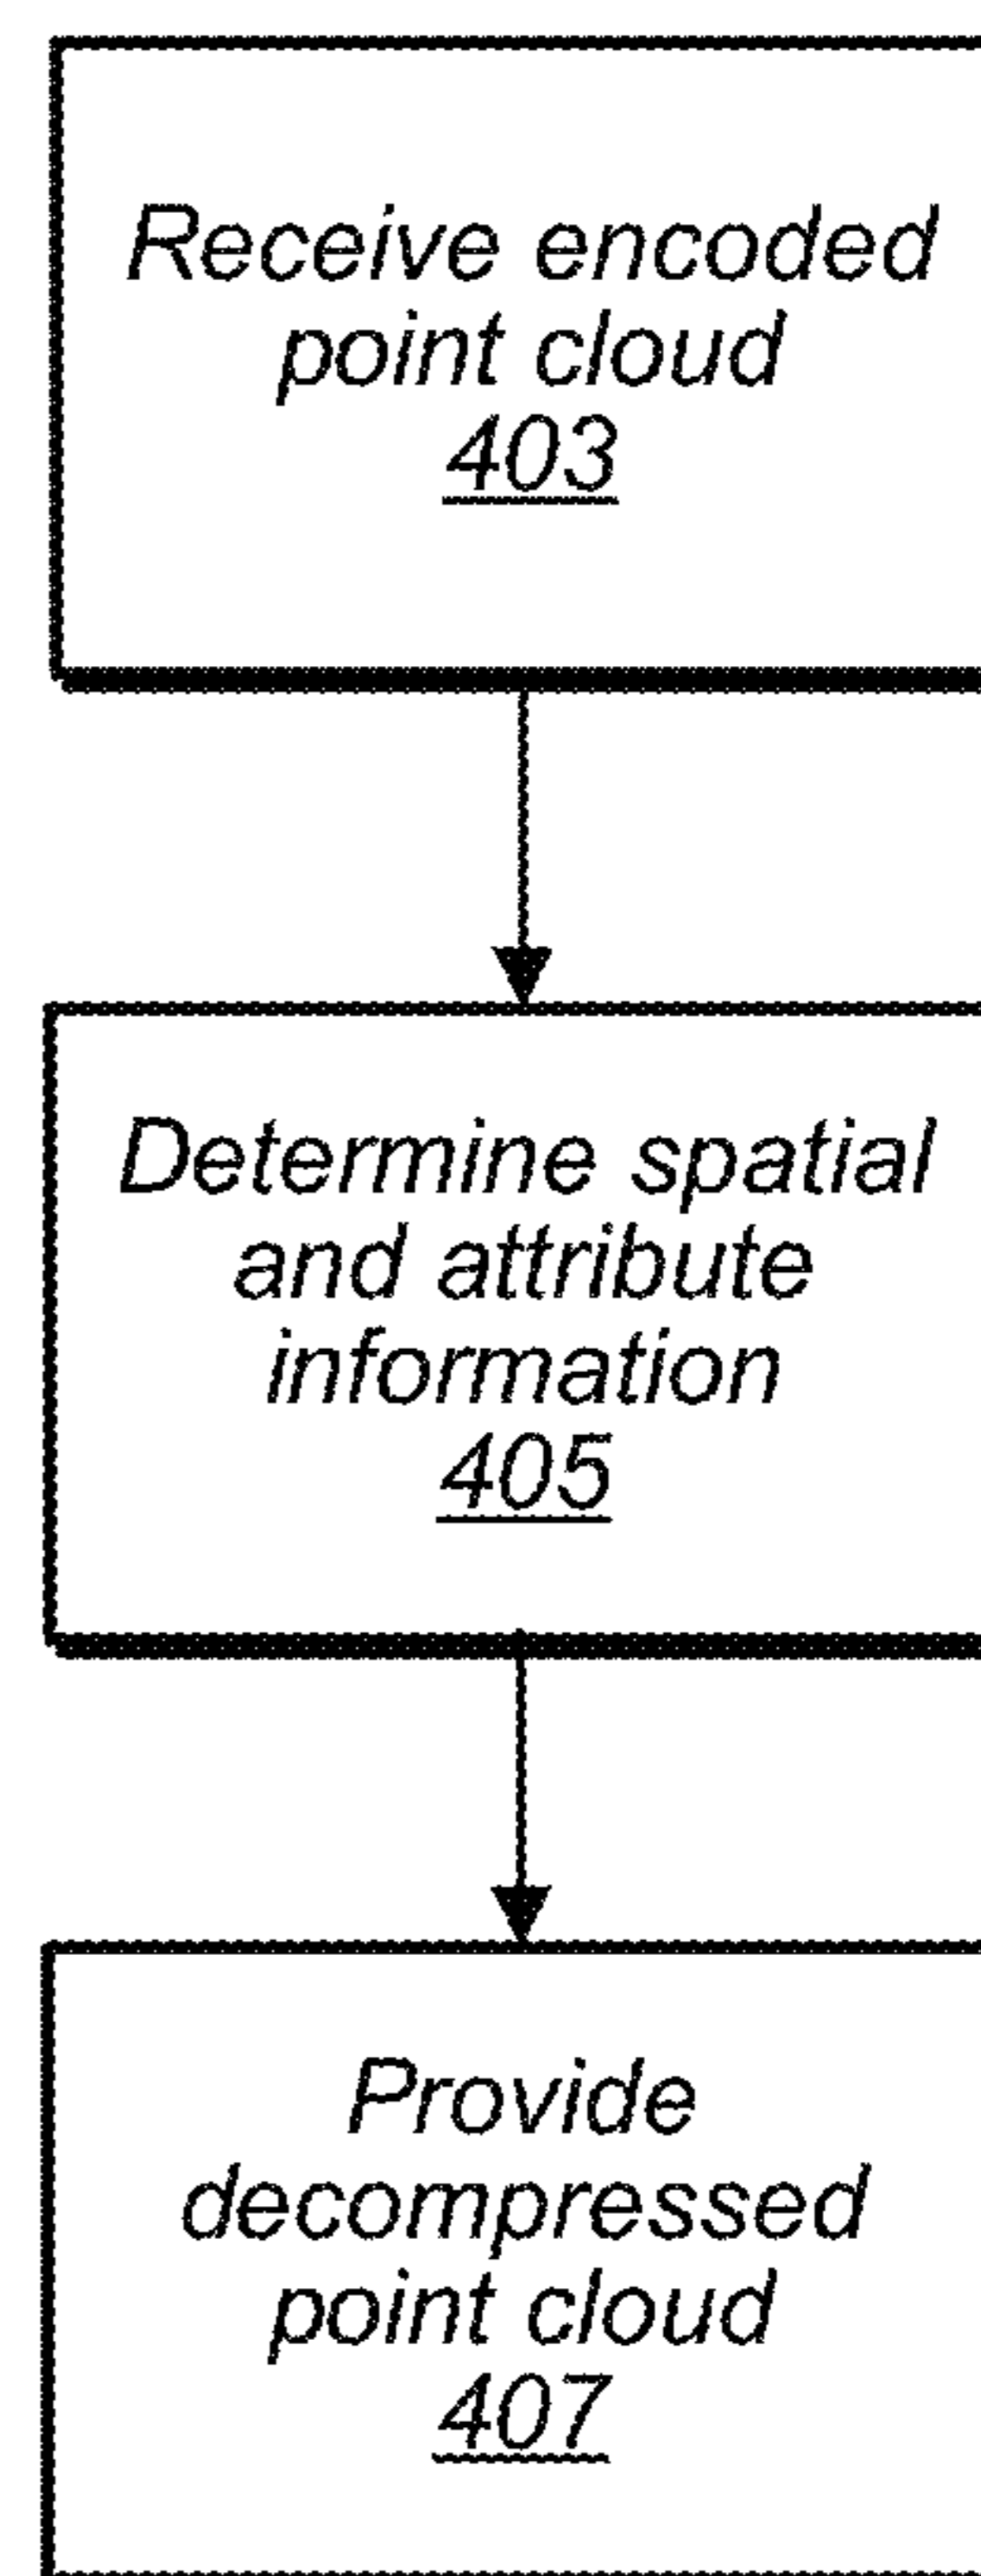 Receive encoded
point cloud
403
Determine spatial
and attribute
information
405
Provide
decompressed
point cloud
407